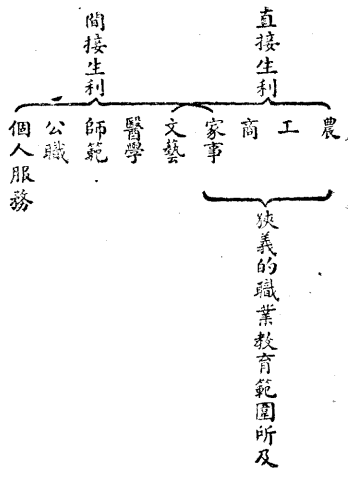 直接生利
農
工
商
家事
文藝
醫學
師範
公職
個人服務
間接生利
狹義的職業教育範圍所及